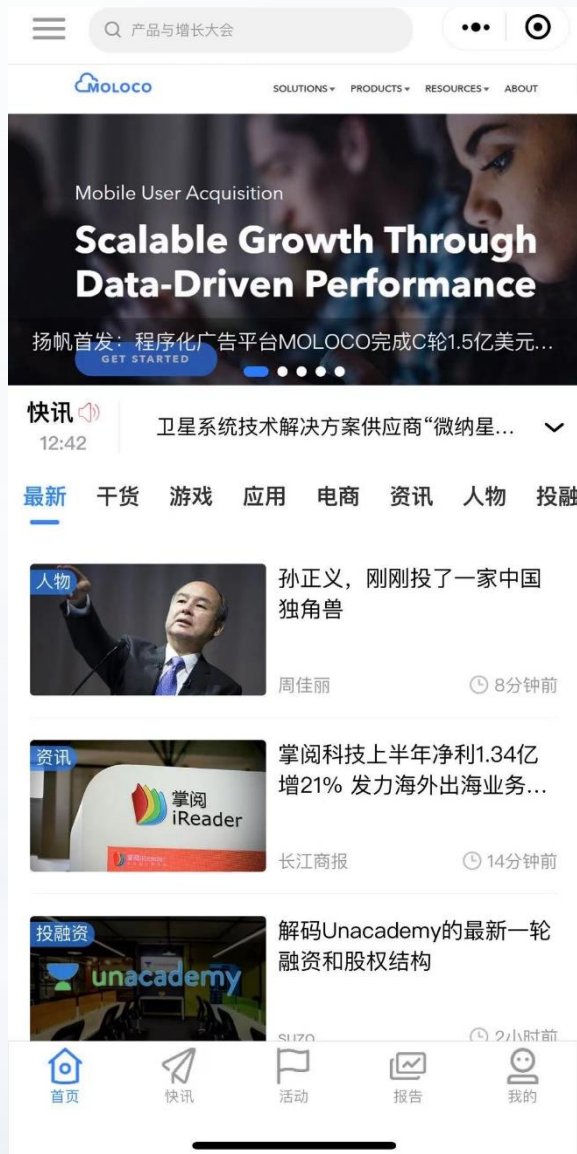 产品与增长大会
MOLOCO
SOLUTIONS PRODUCTS RESOURCES ABOUT
Mobile User Acquisition
Scalable Growth Through
Data-Driven Performance
扬帆首发：程序化广告平台MOLOCO完成C轮1.5亿美元...
GET STARTED
快讯
12:42
卫星系统技术解决方案供应商“微纳星...
最新 干货 游戏 应用 电商 资讯 人物 投融
人物
孙正义，刚刚投了一家中国
独角兽
周佳丽
8分钟前
资讯
掌阅
iReader
掌阅科技上半年净利1.34亿
增21% 发力海外出海业务...
长江商报
14分钟前
投融资
unacademy
解码Unacademy的最新一轮
融资和股权结构
suzo
2小时前
首页 快讯 活动 报告 我的